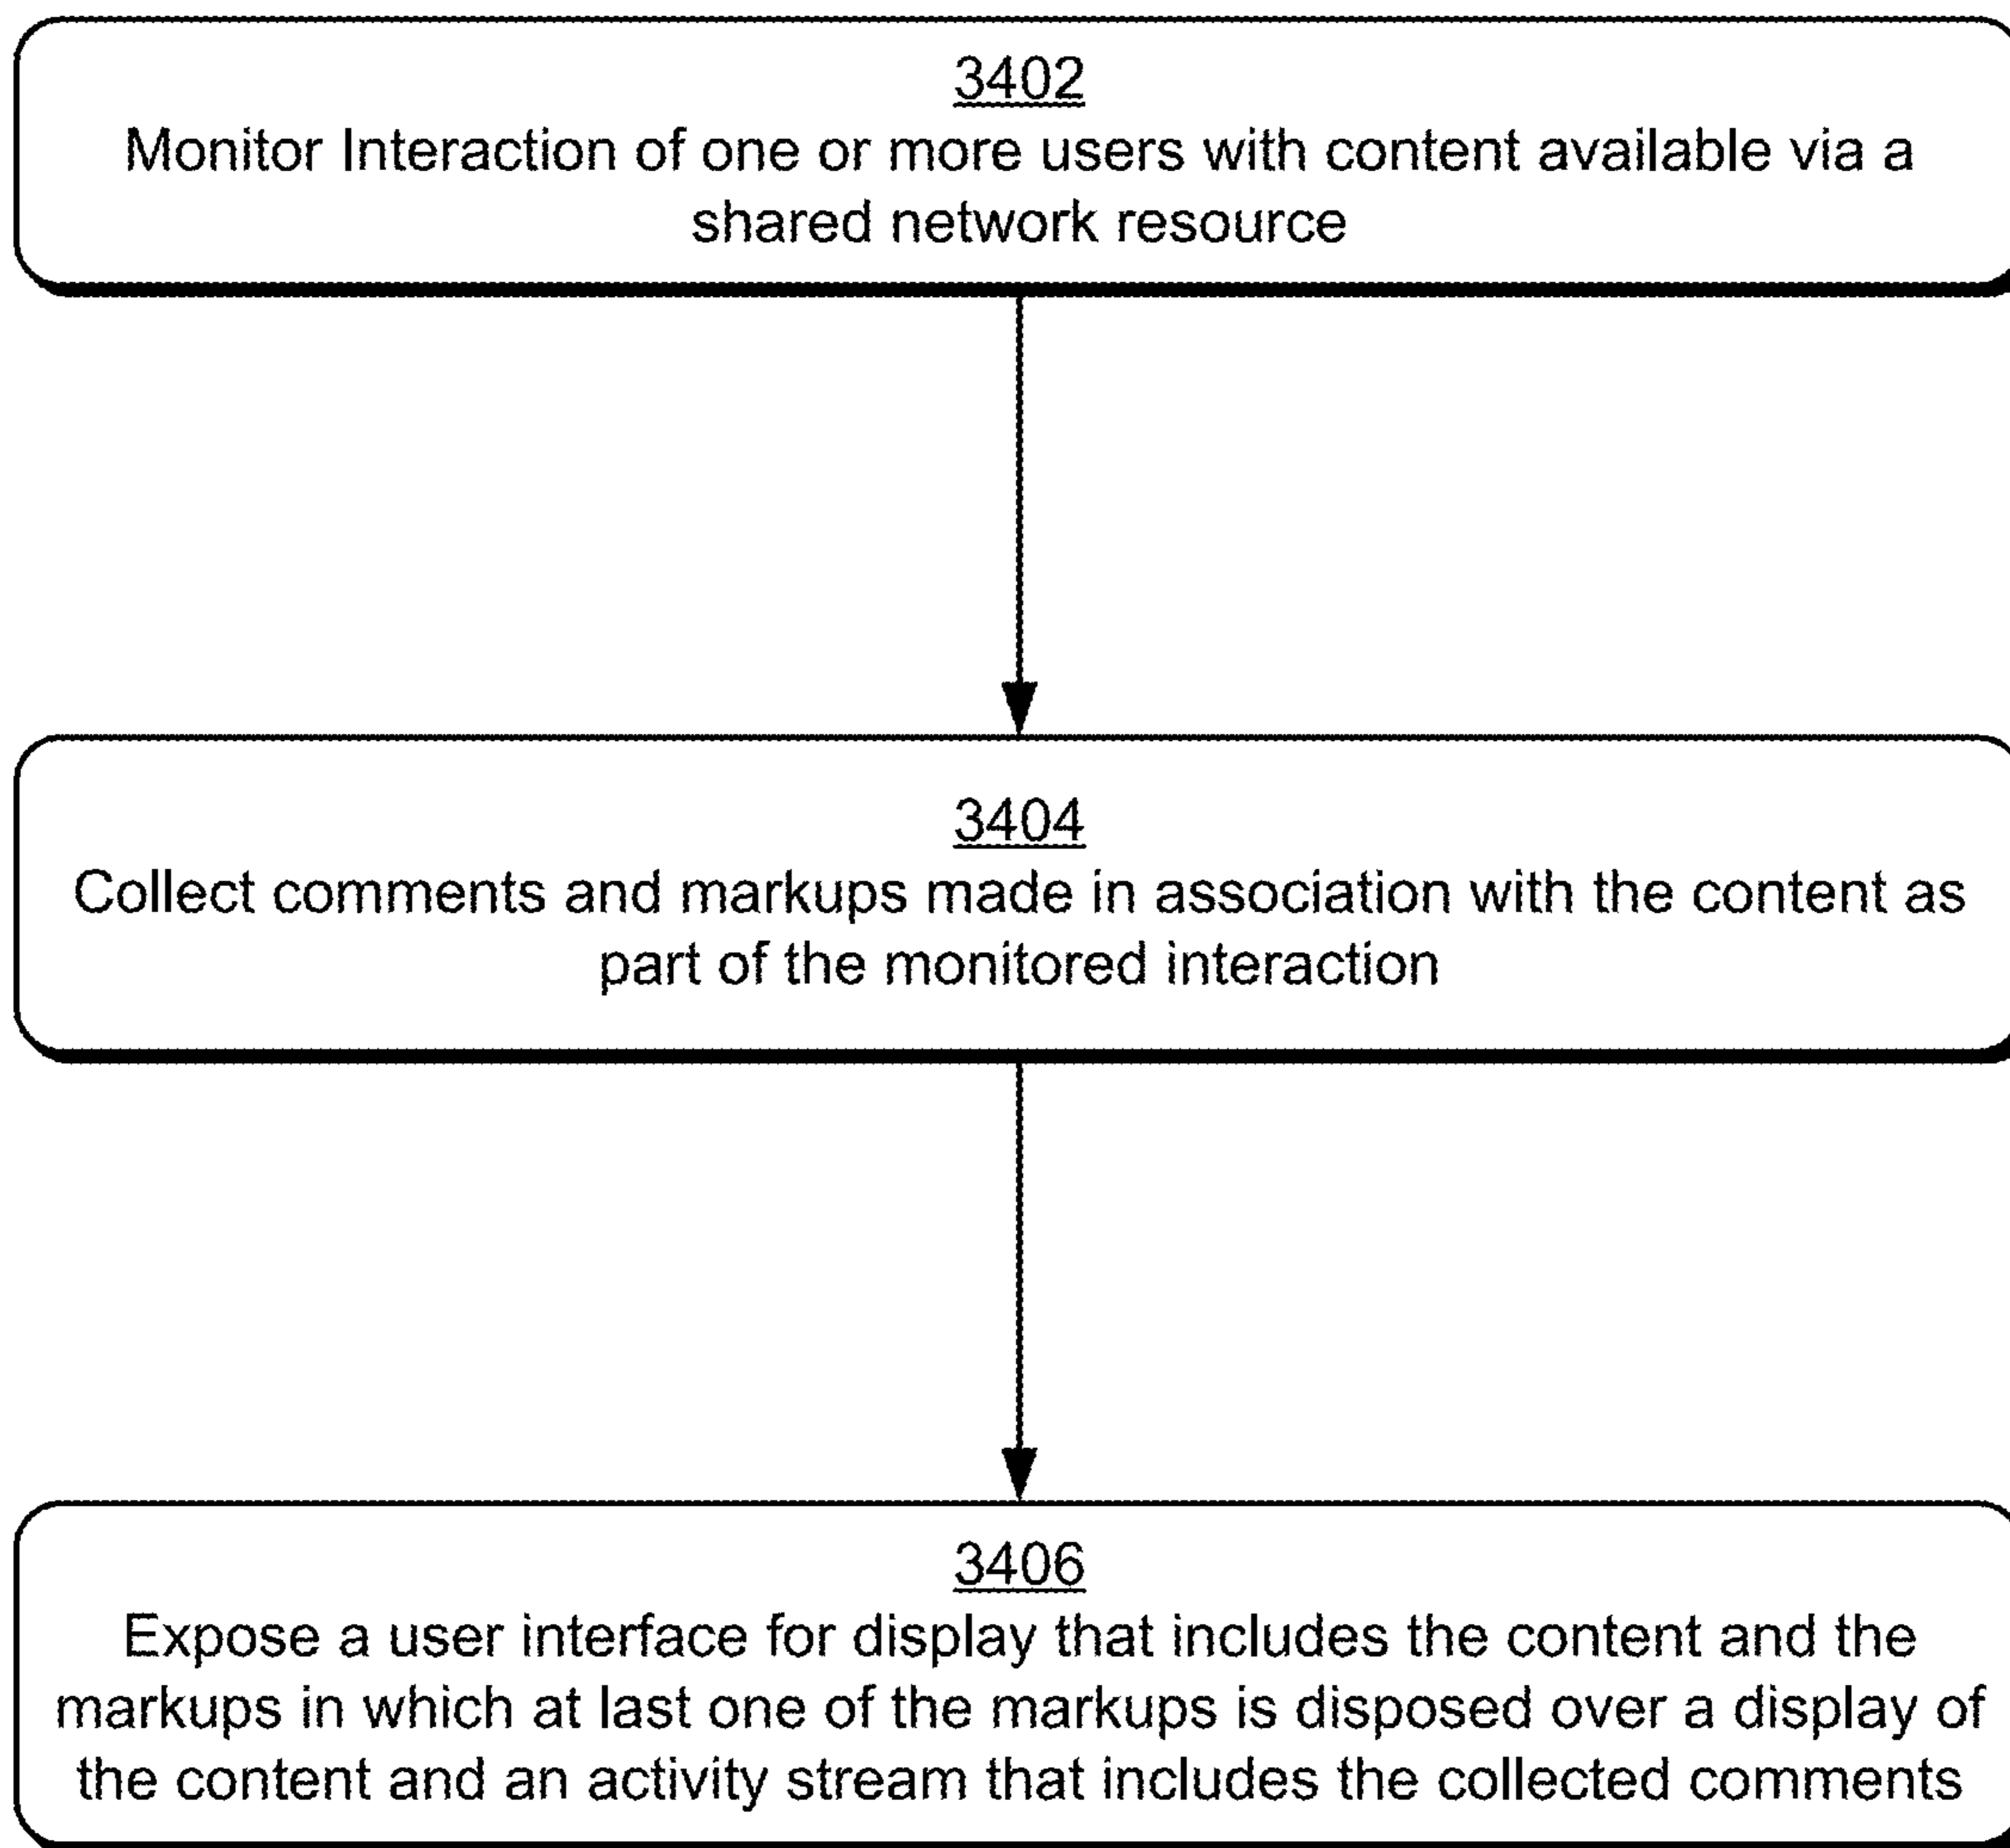 3402
Monitor Interaction of one or more users with content available via a
shared network resource
3404
Collect comments and markups made in association with the content as
part of the monitored interaction
3406
Expose a user interface for display that includes the content and the
markups in which at last one of the markups is disposed over a display of
the content and an activity stream that includes the collected comments